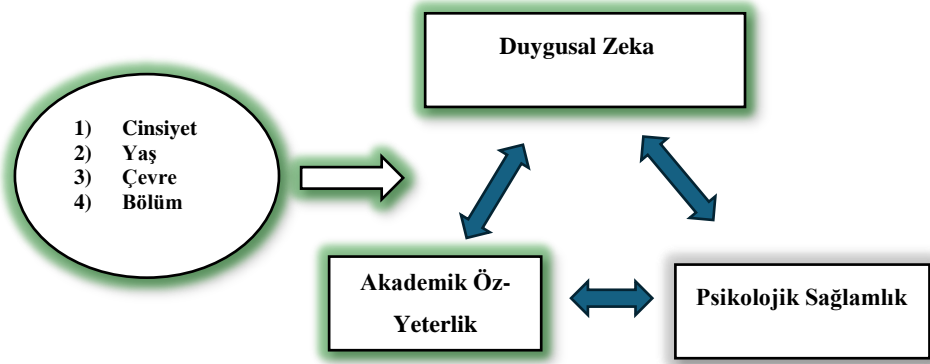 Duygusal Zeka
1) Cinsiyet
2) Yaş
3) Çevre
4) Bölüm
Akademik Öz-
Yeterlik
Psikolojik Sağlamlık